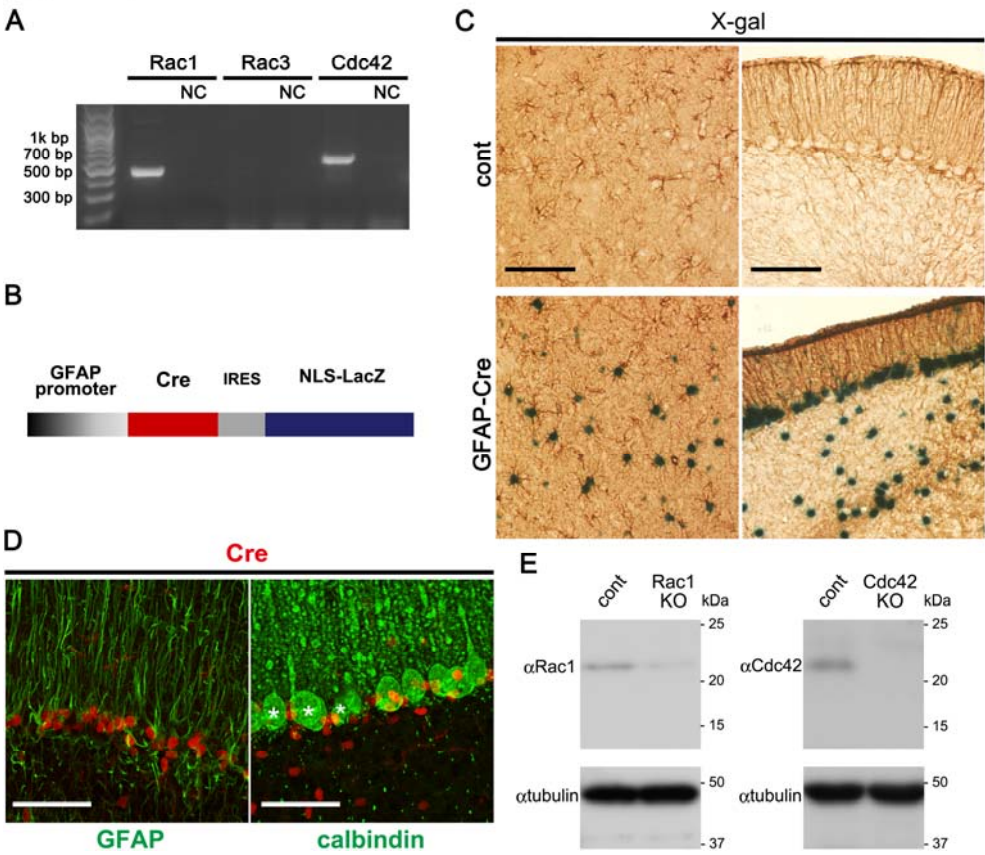 A
Rac1 Rac3 Cdc42
NC NC NC
1k bp
700 bp
500 bp
300 bp
B
GFAP
promoter
Cre
IRES
NLS-LacZ
C
X-gal
cont
GFAP-Cre
D
Cre
GFAP
calbindin
* * *
E
cont Rac1
KO kDa
αRac1
- 25
- 20
- 15
αtubulin
- 50
- 37
cont Cdc42
KO kDa
αCdc42
- 25
- 20
- 15
αtubulin
- 50
- 37